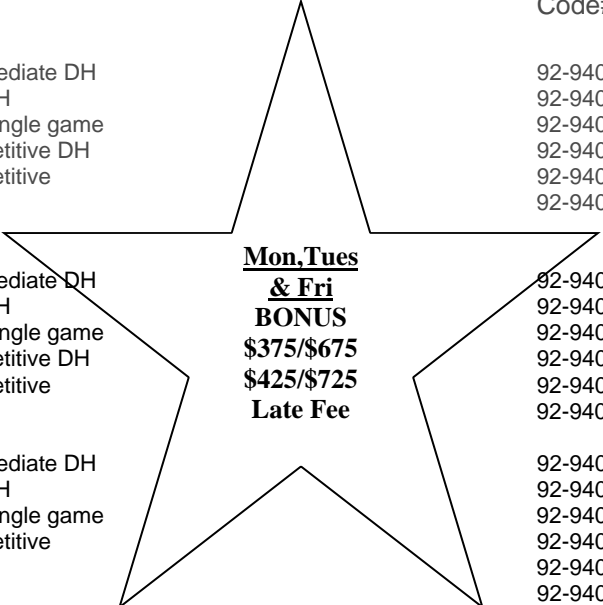 Code#
ediate DH 92-940
H 92-940
ngle game 92-940
etitive DH 92-940
etitive 92-940
92-940
Mon,Tues
& Fri
BONUS
$375/$675
$425/$725
Late Fee
ediate DH 92-940
H 92-940
ngle game 92-940
etitive DH 92-940
etitive 92-940
92-940
ediate DH 92-940
H 92-940
ngle game 92-940
etitive 92-940
92-940
92-940